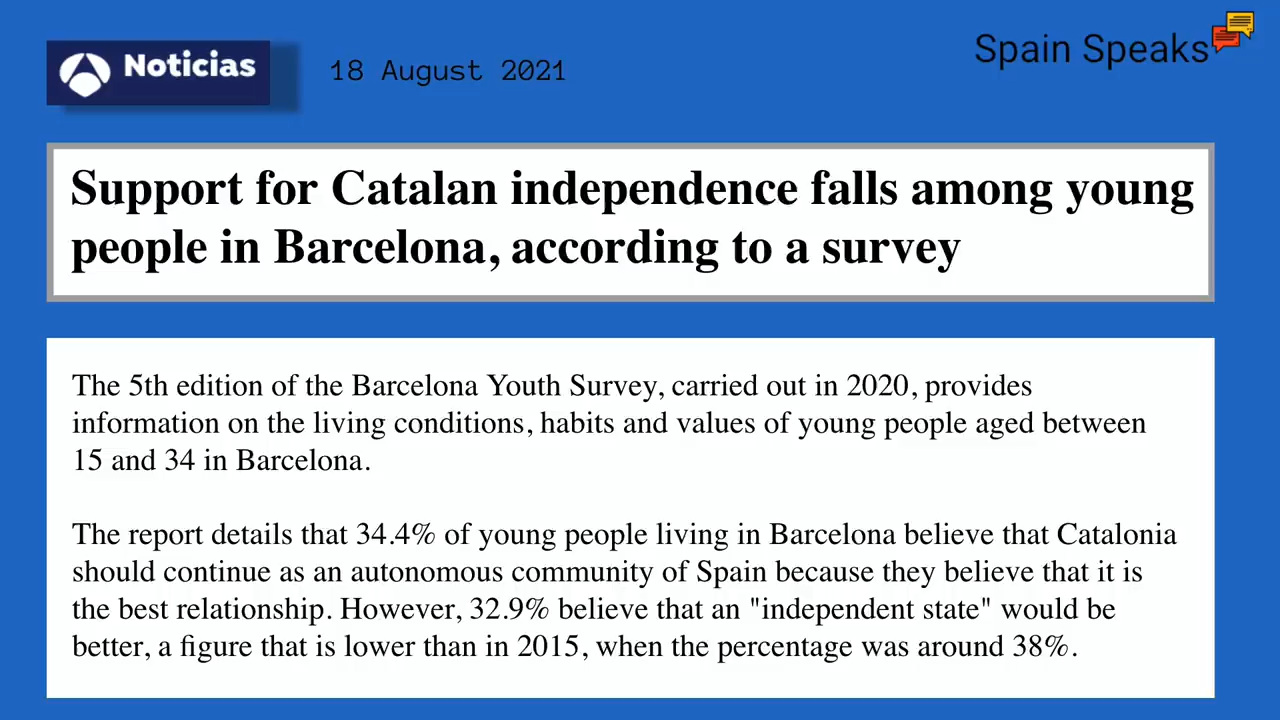 Noticias
18 August 2021
Spain Speaks
Support for Catalan independence falls among young
people in Barcelona, according to a survey
The 5th edition of the Barcelona Youth Survey, carried out in 2020, provides
information on the living conditions, habits and values of young people aged between
15 and 34 in Barcelona.
The report details that 34.4% of young people living in Barcelona believe that Catalonia
should continue as an autonomous community of Spain because they believe that it is
the best relationship. However, 32.9% believe that an "independent state" would be
better, a figure that is lower than in 2015, when the percentage was around 38%.